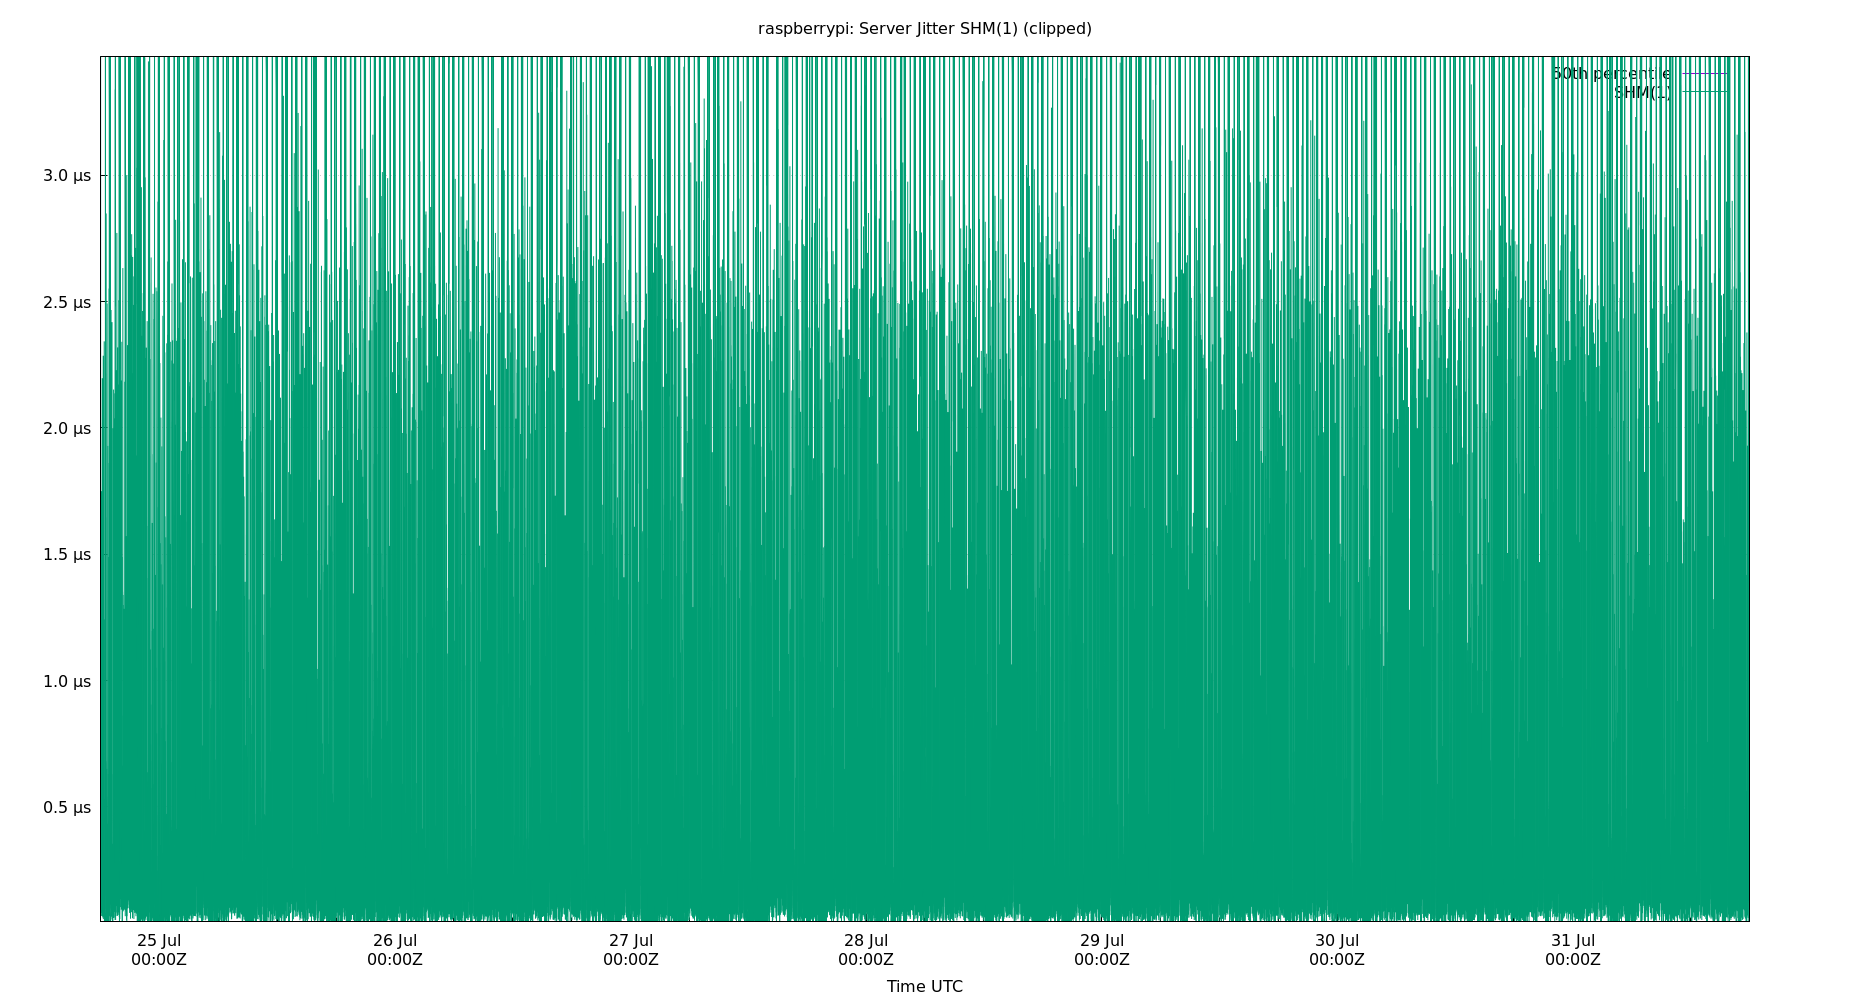 raspberrypi: Server Jitter SHM(1) (clipped)
50th percentile
SHM(1)
3.0 µs
2.5 µs
2.0 µs
1.5 µs
1.0 µs
0.5 µs
25 Jul 26 Jul 27 Jul 28 Jul 29 Jul 30 Jul 31 Jul
00:00Z 00:00Z 00:00Z 00:00Z 00:00Z 00:00Z 00:00Z
Time UTC